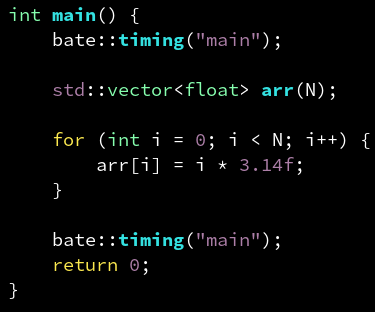 int main() {
    bate::timing("main");

    std::vector<float> arr(N);

    for (int i = 0; i < N; i++) {
        arr[i] = i * 3.14f;
    }

    bate::timing("main");
    return 0;
}